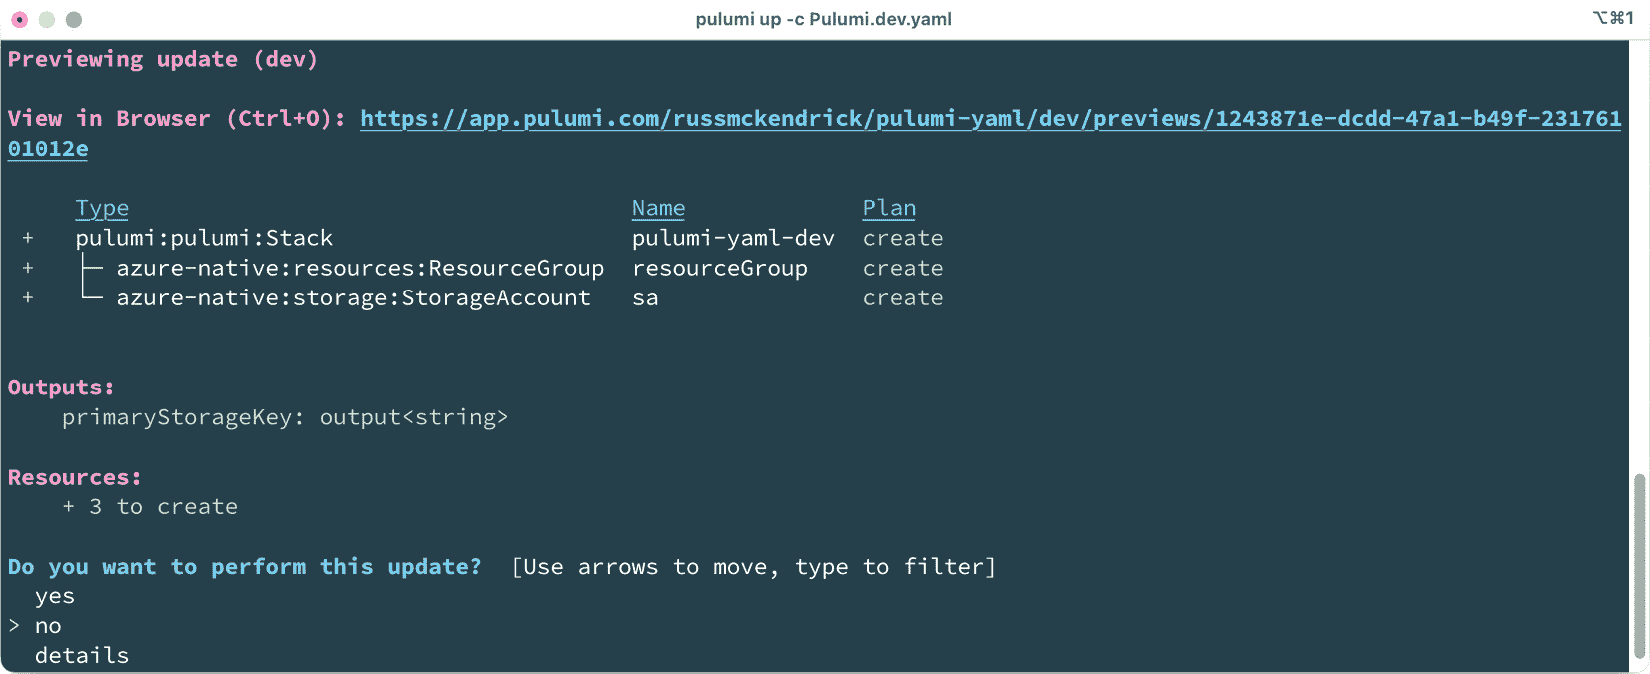 pulumi up -c Pulumi.dev.yaml ⌥⌘1
Previewing update (dev)
View in Browser (Ctrl+O): https://app.pulumi.com/russmckendrick/pulumi-yaml/dev/previews/1243871e-dcdd-47a1-b49f-231761
01012e
Type Name Plan
+ pulumi:pulumi:Stack pulumi-yaml-dev create
+ ├─ azure-native:resources:ResourceGroup resourceGroup create
+ └─ azure-native:storage:StorageAccount sa create
Outputs:
primaryStorageKey: output<string>
Resources:
+ 3 to create
Do you want to perform this update? [Use arrows to move, type to filter]
yes
> no
details